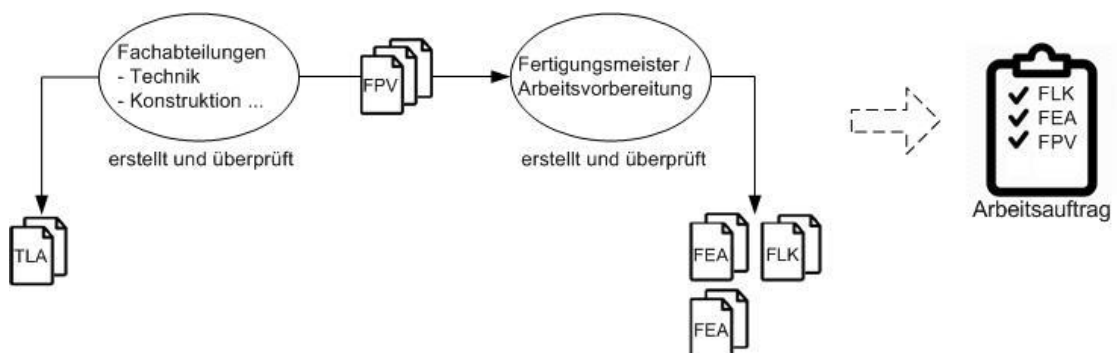 Fachabteilungen
- Technik
- Konstruktion ...
erstellt und überprüft
TLA
FPV
Fertigungsmeister /
Arbeitsvorbereitung
erstellt und überprüft
FEA
FLK
FEA
FLK
FEA
FPV
Arbeitsauftrag